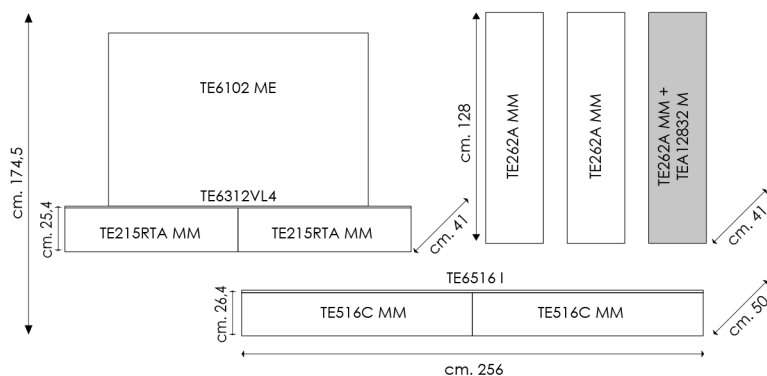 TE6102 ME
TE6312VL4
TE215RTA MM
TE215RTA MM
cm. 174,5
cm. 25,4
cm. 41
cm. 128
TE262A MM
TE262A MM
TE262A MM +
TEA12832 M
cm. 41
TE6516 I
TE516C MM
TE516C MM
cm. 26,4
cm. 50
cm. 256